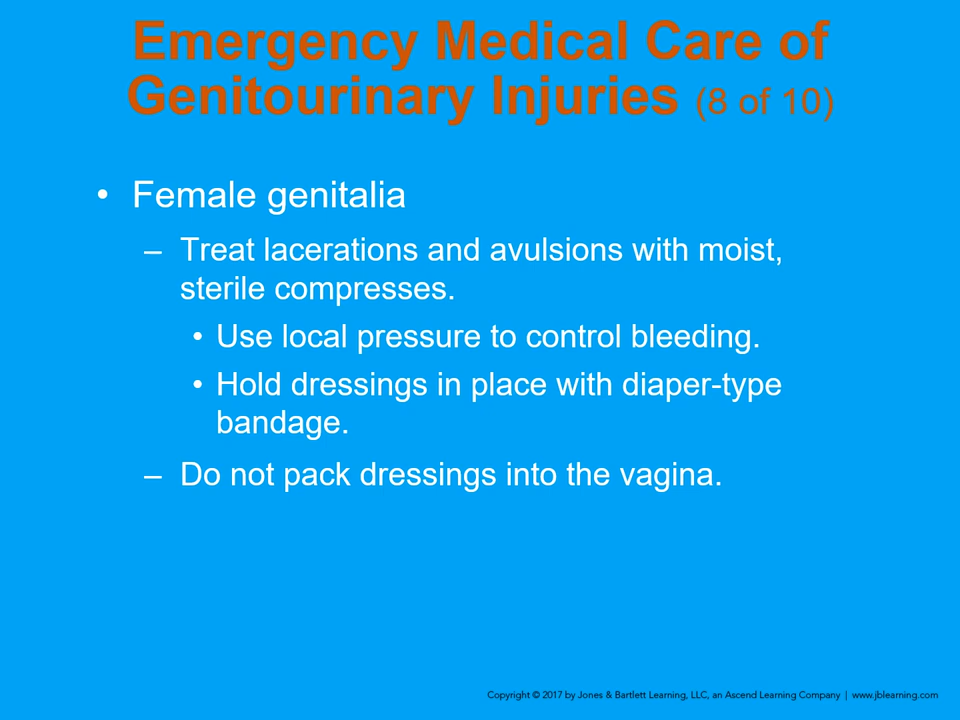 Emergency Medical Care of
Genitourinary Injuries (8 of 10)
• Female genitalia
– Treat lacerations and avulsions with moist,
sterile compresses.
• Use local pressure to control bleeding.
• Hold dressings in place with diaper-type
bandage.
– Do not pack dressings into the vagina.
Copyright © 2017 by Jones & Bartlett Learning, LLC, an Ascend Learning Company | www.jblearning.com